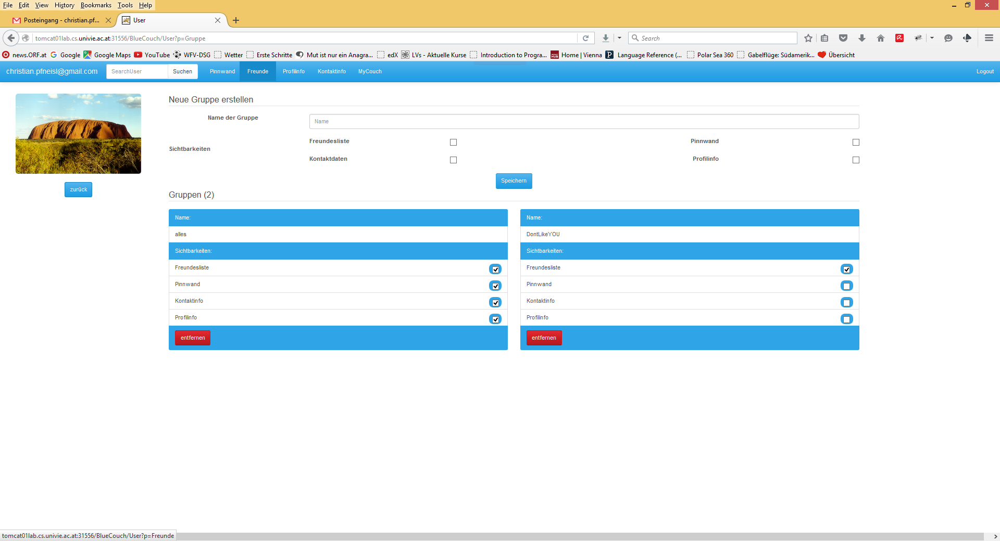 File Edit View History Bookmarks Tools Help
Posteingang - christian.pf...
User
tomcat01lab.cs.univie.ac.at:31556/BlueCouch/User?p=Gruppe
Search
news.ORF.at Google Google Maps YouTube WFV-DSG Wetter Erste Schritte Mut ist nur ein Anagra... edX LVs - Aktuelle Kurse Introduction to Progra... Home | Vienna Language Reference (... Polar Sea 360 Gabelflüge: Südamerik... Übersicht
christian.pfneisl@gmail.com SearchUser Suchen Pinnwand Freunde Profilinfo Kontaktinfo MyCouch Logout
zurück
Neue Gruppe erstellen
Name der Gruppe Name
Sichtbarkeiten
Freundesliste Pinnwand
Kontaktdaten Profilinfo
Speichern
Gruppen (2)
Name:
alles
Sichtbarkeiten:
Freundesliste
Pinnwand
Kontaktinfo
Profilinfo
entfernen
Name:
DontLikeYOU
Sichtbarkeiten:
Freundesliste
Pinnwand
Kontaktinfo
Profilinfo
entfernen
tomcat01lab.cs.univie.ac.at:31556/BlueCouch/User?p=Freunde